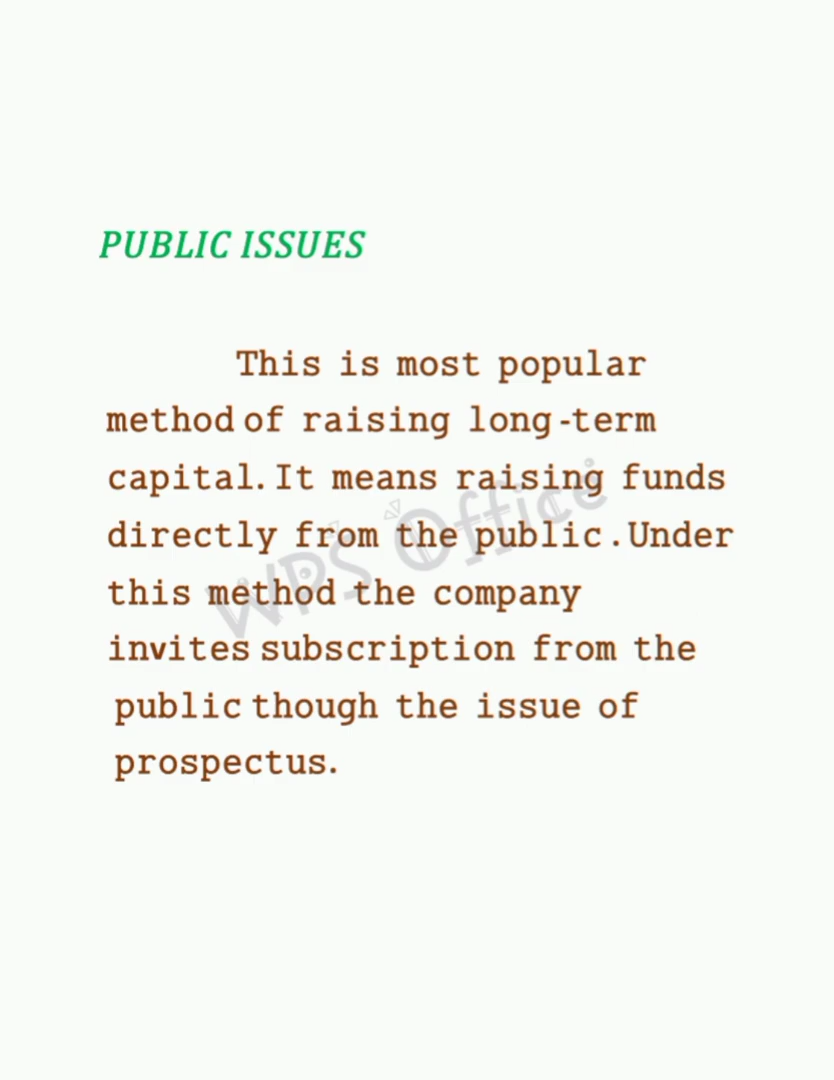 PUBLIC ISSUES
This is most popular
method of raising long-term
capital. It means raising funds
directly from the public .Under
this method the company
invites subscription from the
public though the issue of
prospectus.
WPS Office